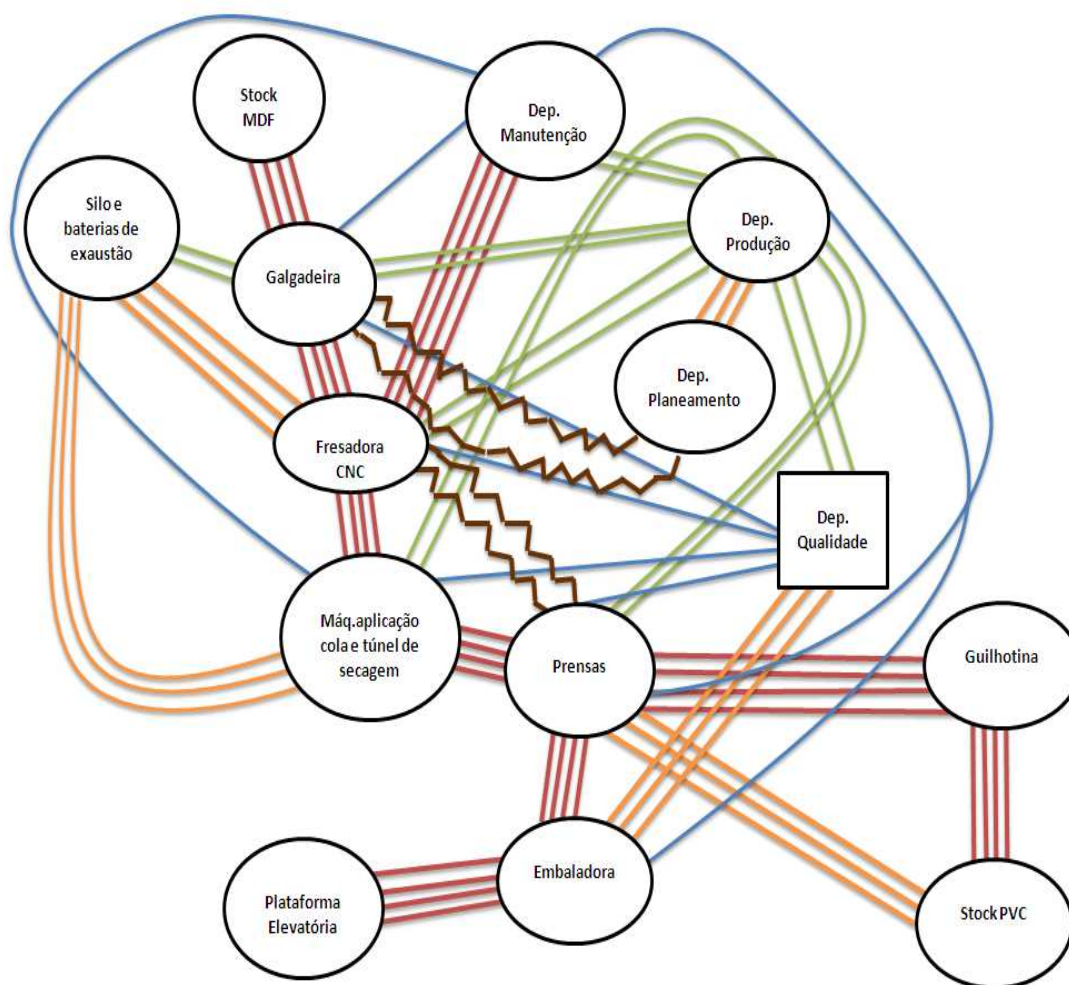 Stock
MDF
Dep.
Manutenção
Silo e
baterias de
exaustão
Dep.
Produção
Galgadeira
Dep.
Planeamento
Fresadora
CNC
Dep.
Qualidade
Máq.aplicação
cola e túnel de
secagem
Prensas
Guilhotina
Embaladora
Plataforma
Elevatória
Stock PVC